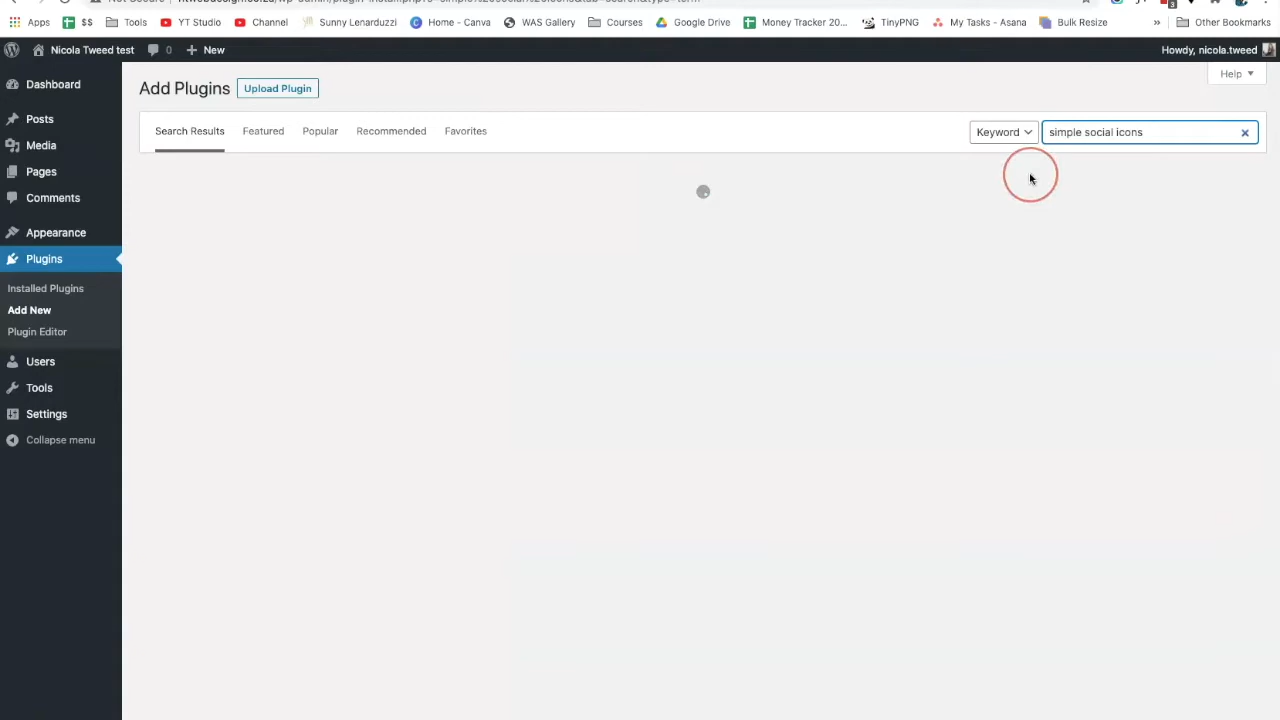 Apps $$ Tools YT Studio Channel Sunny Lenarduzzi Home - Canva WAS Gallery Courses Google Drive Money Tracker 20... TinyPNG My Tasks - Asana Bulk Resize » Other Bookmarks
Nicola Tweed test 0 New Howdy, nicola.tweed
Dashboard
Posts
Media
Pages
Comments
Appearance
Plugins
Installed Plugins
Add New
Plugin Editor
Users
Tools
Settings
Collapse menu
Add Plugins Upload Plugin Help
Search Results Featured Popular Recommended Favorites Keyword simple social icons